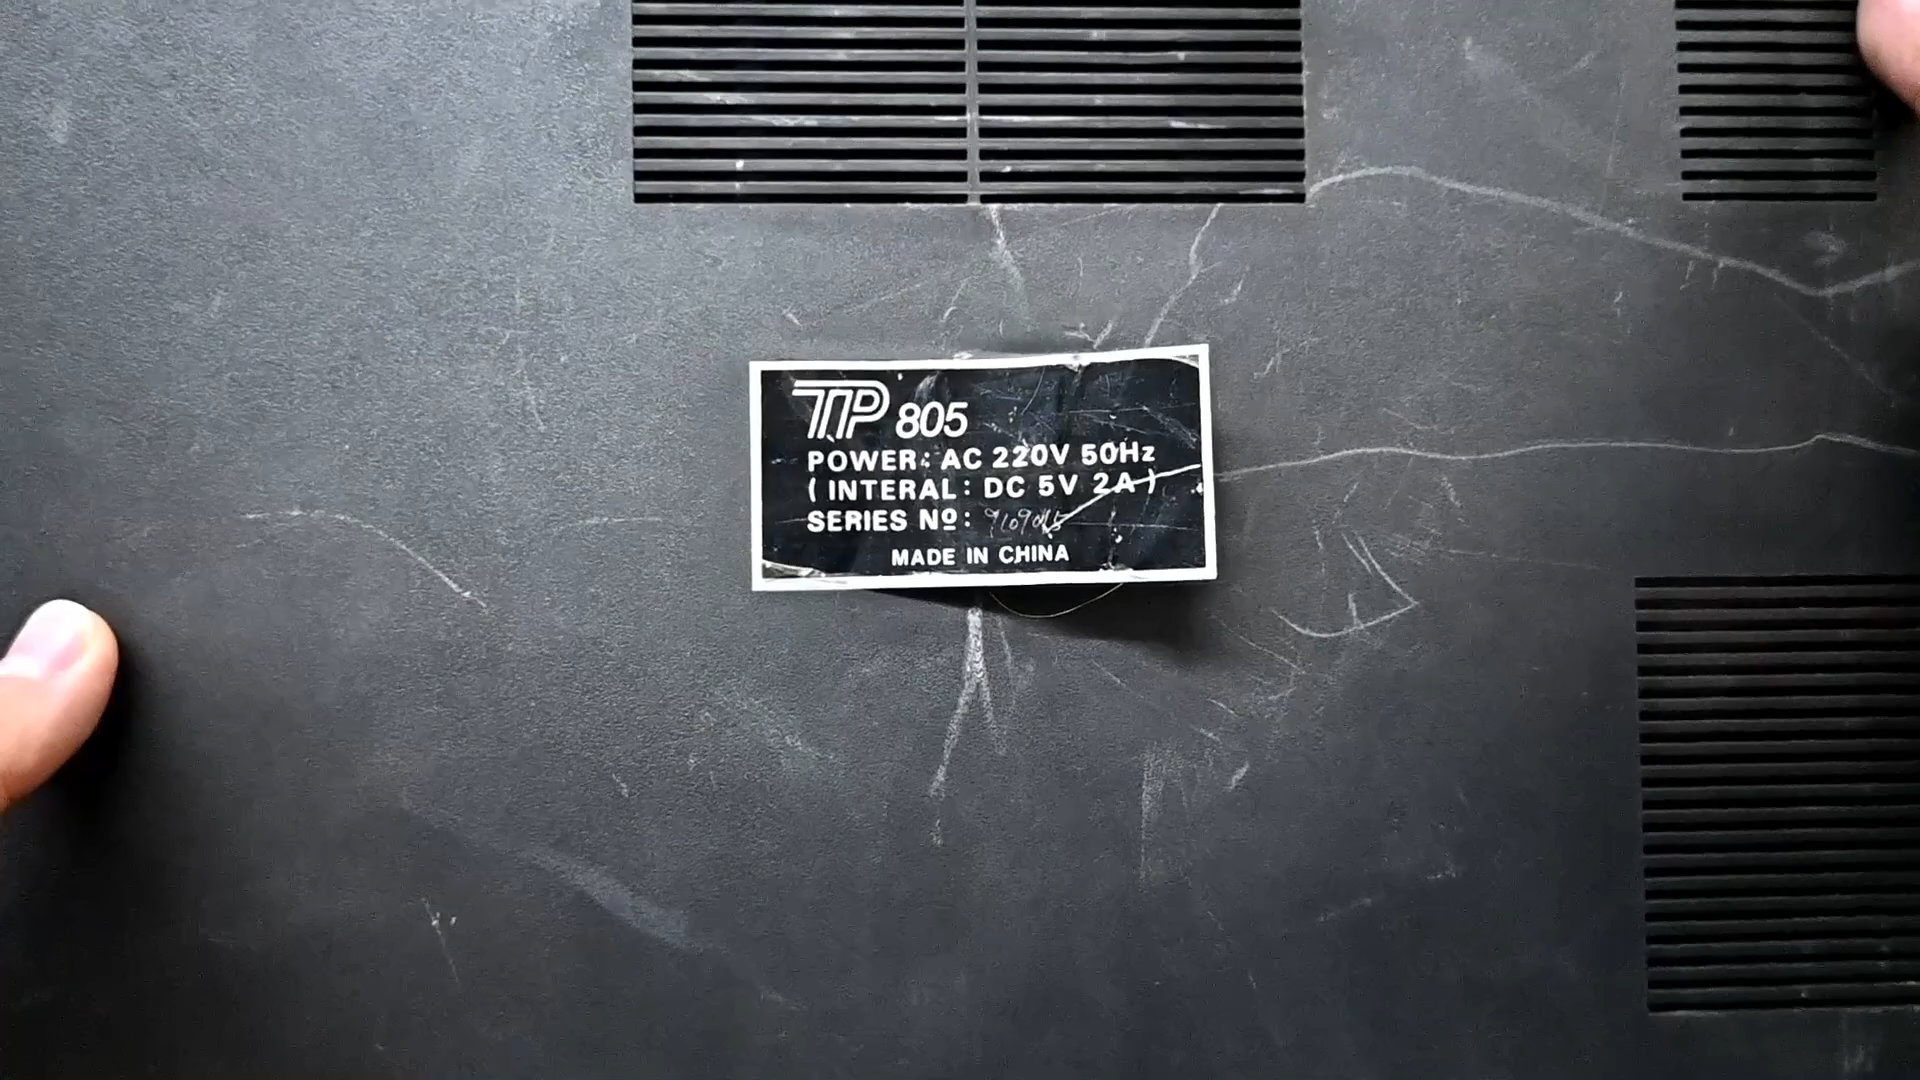 TP 805
POWER: AC 220V 50Hz
( INTERAL: DC 5V 2A )
SERIES Nº:
MADE IN CHINA